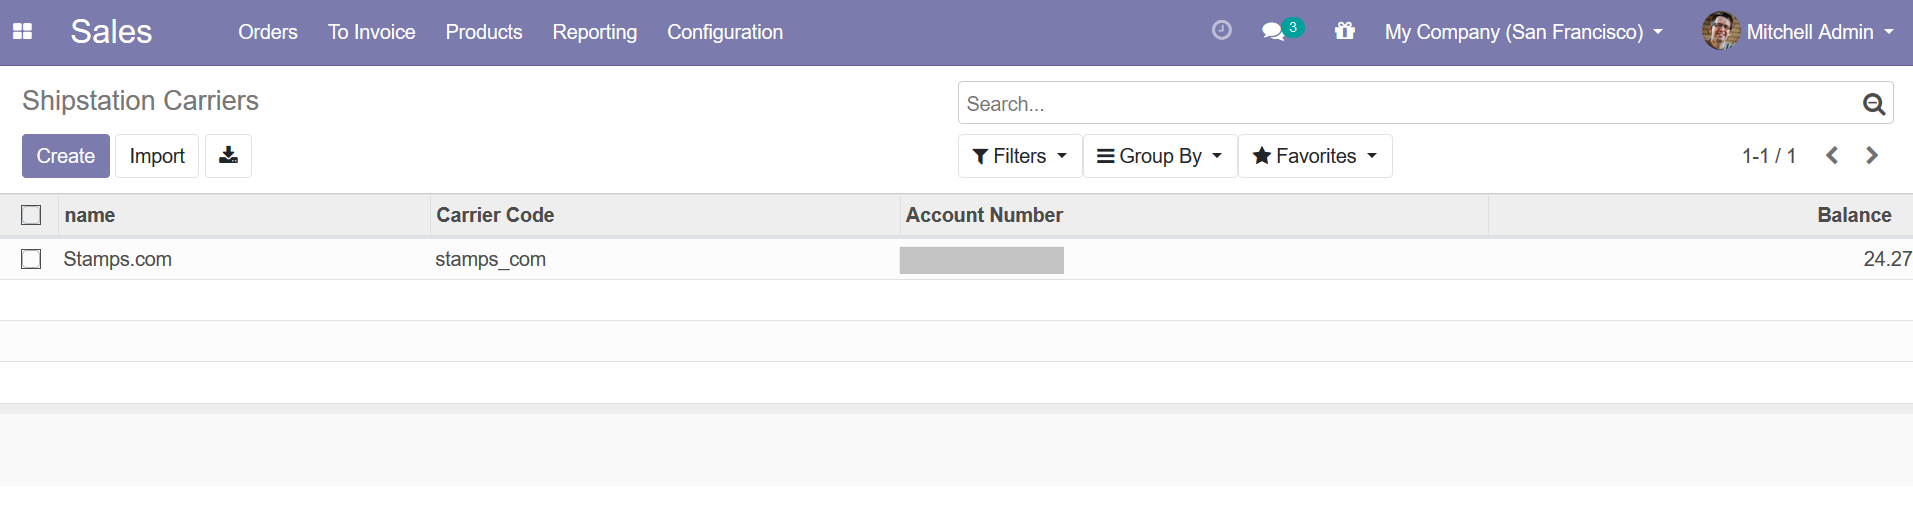 Sales Orders To Invoice Products Reporting Configuration 3 My Company (San Francisco) Mitchell Admin
Shipstation Carriers
Search...
Create Import Filters Group By Favorites 1-1 / 1
name Carrier Code Account Number Balance
Stamps.com stamps_com 24.27